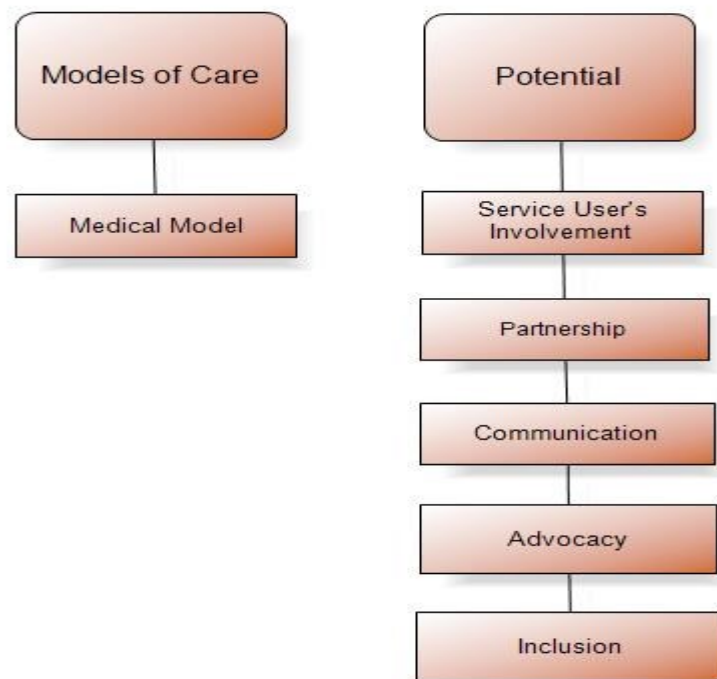 Models of Care
Medical Model
Potential
Service User's
Involvement
Partnership
Communication
Advocacy
Inclusion